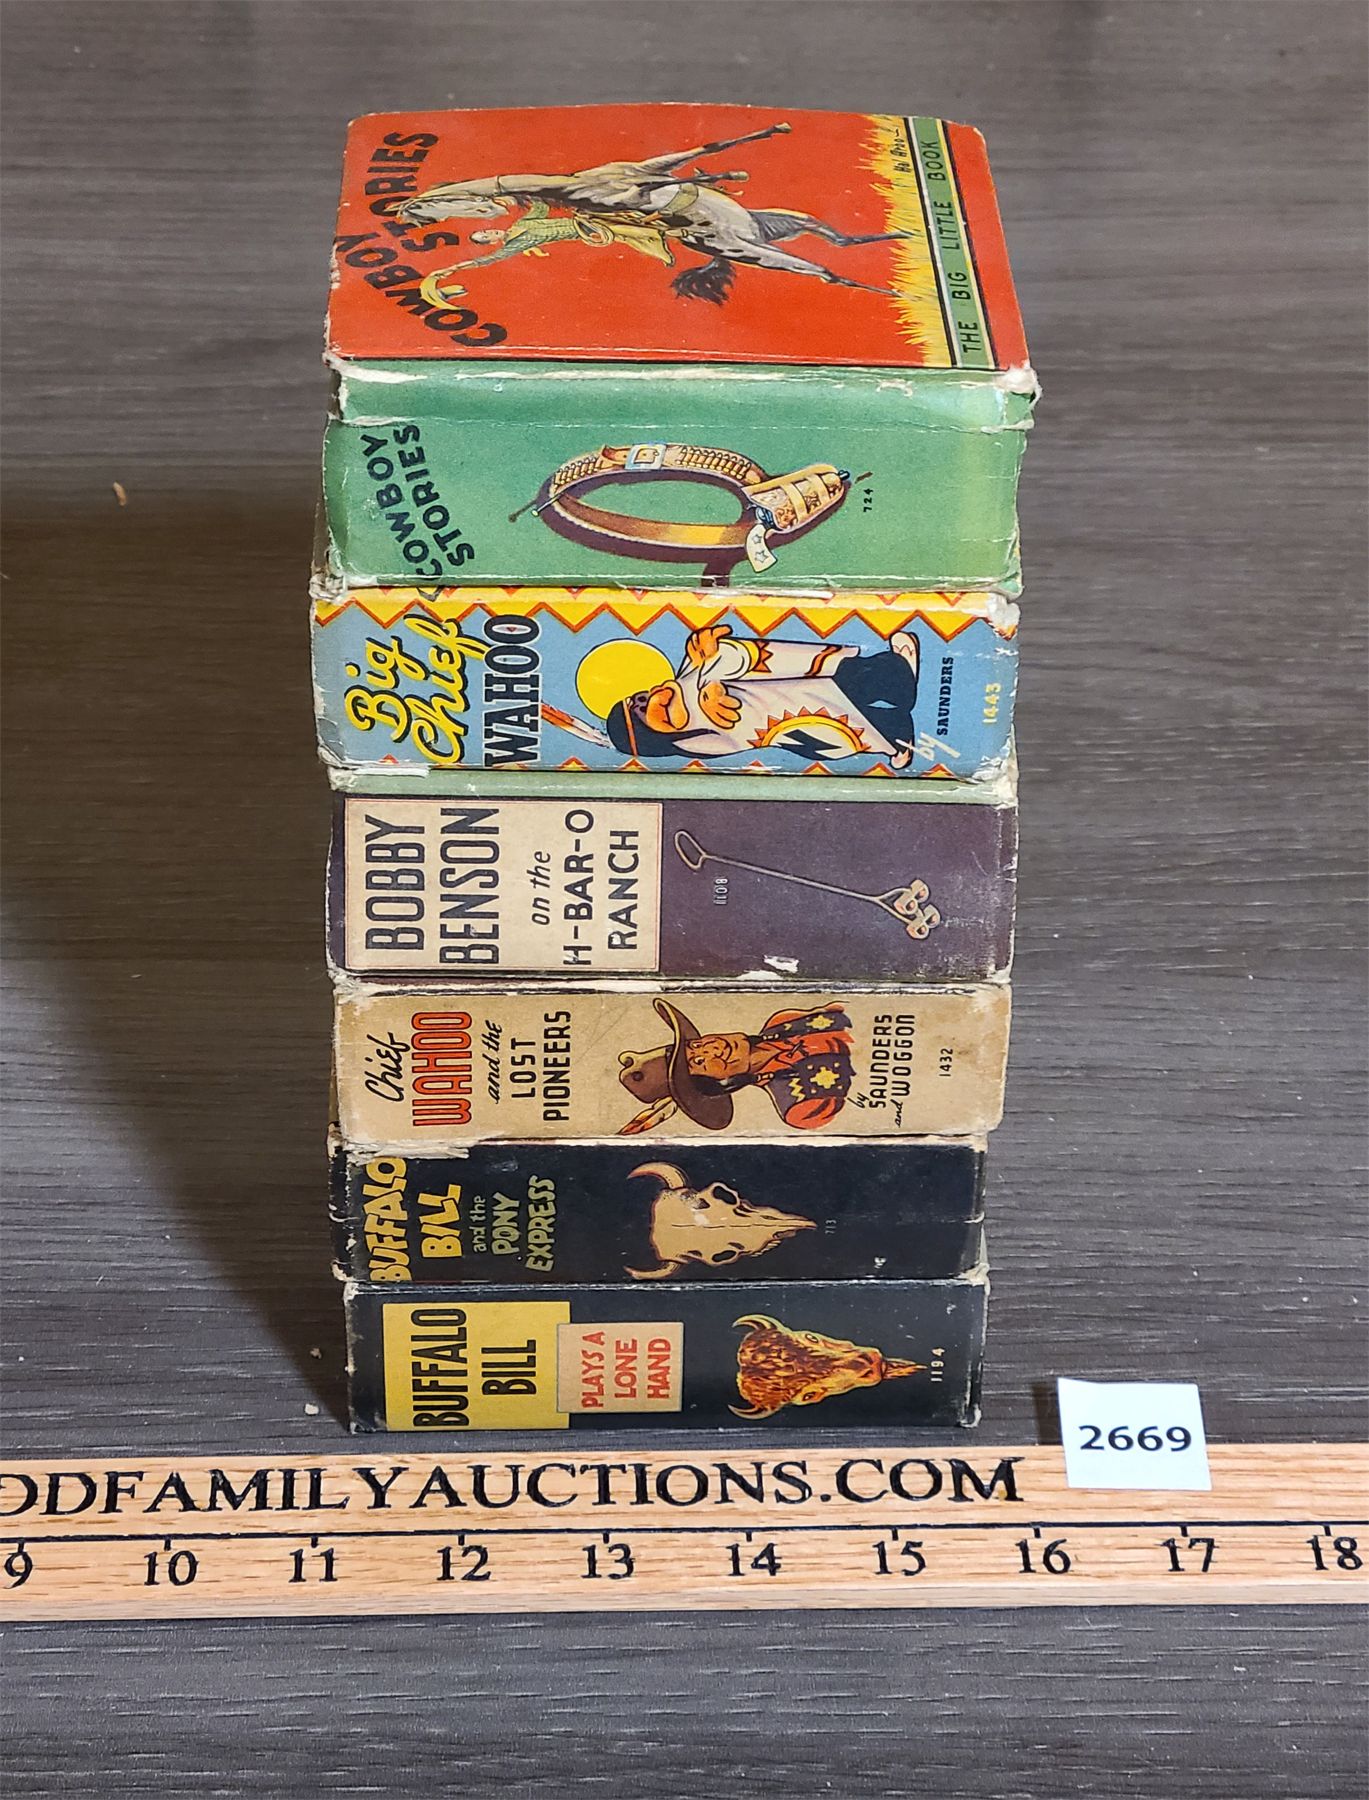 COWBOY
STORIES
Hal Arbo
THE BIG LITTLE BOOK
COWBOY
STORIES
724
Big
Chief
WAHOO
by SAUNDERS
1443
BOBBY
BENSON
on the
H-BAR-O
RANCH
1108
Chief
WAHOO
and the
LOST
PIONEERS
by
SAUNDERS
and WOGGON
1432
BUFFALO
BILL
and the
PONY
EXPRESS
713
BUFFALO
BILL
PLAYS A
LONE
HAND
1194
2669
ODFAMILYAUCTIONS.COM
9 10 11 12 13 14 15 16 17 18